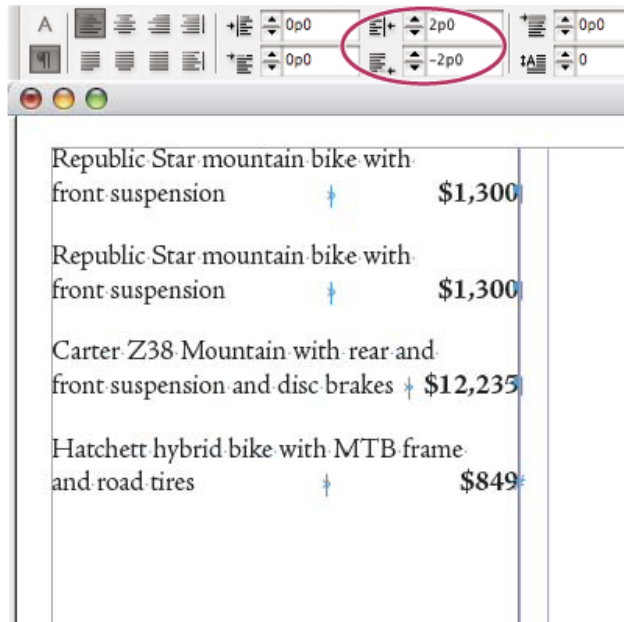 A 0p0 2p0 0p0
¶ 0p0 -2p0 A 0
Republic Star mountain bike with
front suspension » $1,300¶
Republic Star mountain bike with
front suspension » $1,300¶
Carter Z38 Mountain with rear and
front suspension and disc brakes » $12,235¶
Hatchett hybrid bike with MTB frame
and road tires » $849#